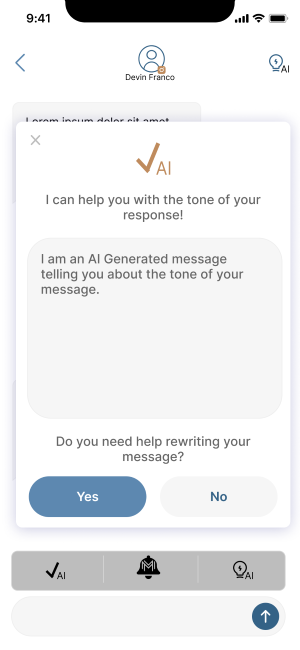 9:41
Devin Franco
AI
Lorem ipsum dolor sit amet
AI
I can help you with the tone of your
response!
I am an AI Generated message
telling you about the tone of your
message.
Do you need help rewriting your
message?
Yes
No
AI
M
AI